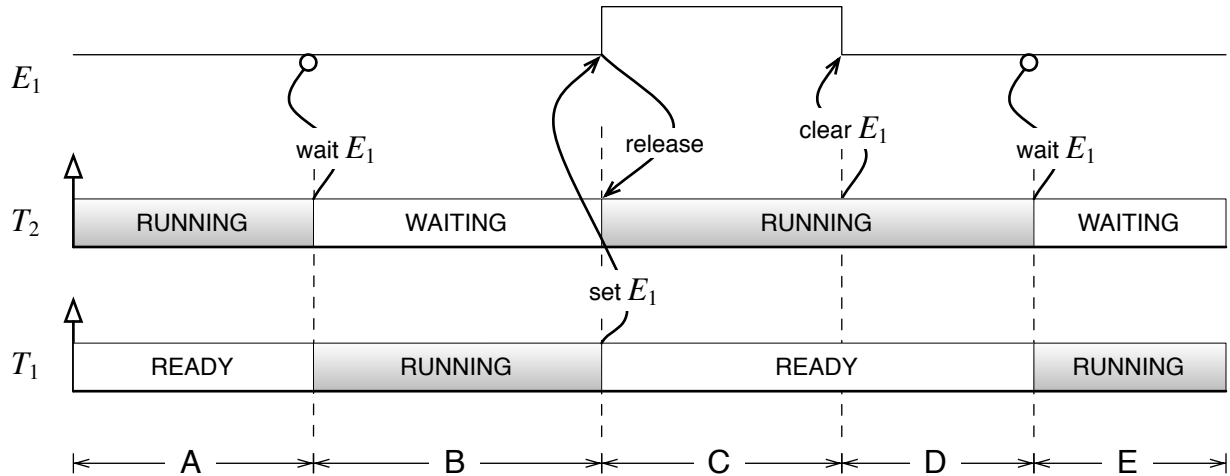 E1
wait E1
release
clear E1
wait E1
T2
RUNNING
WAITING
RUNNING
WAITING
set E1
T1
READY
RUNNING
READY
RUNNING
A
B
C
D
E